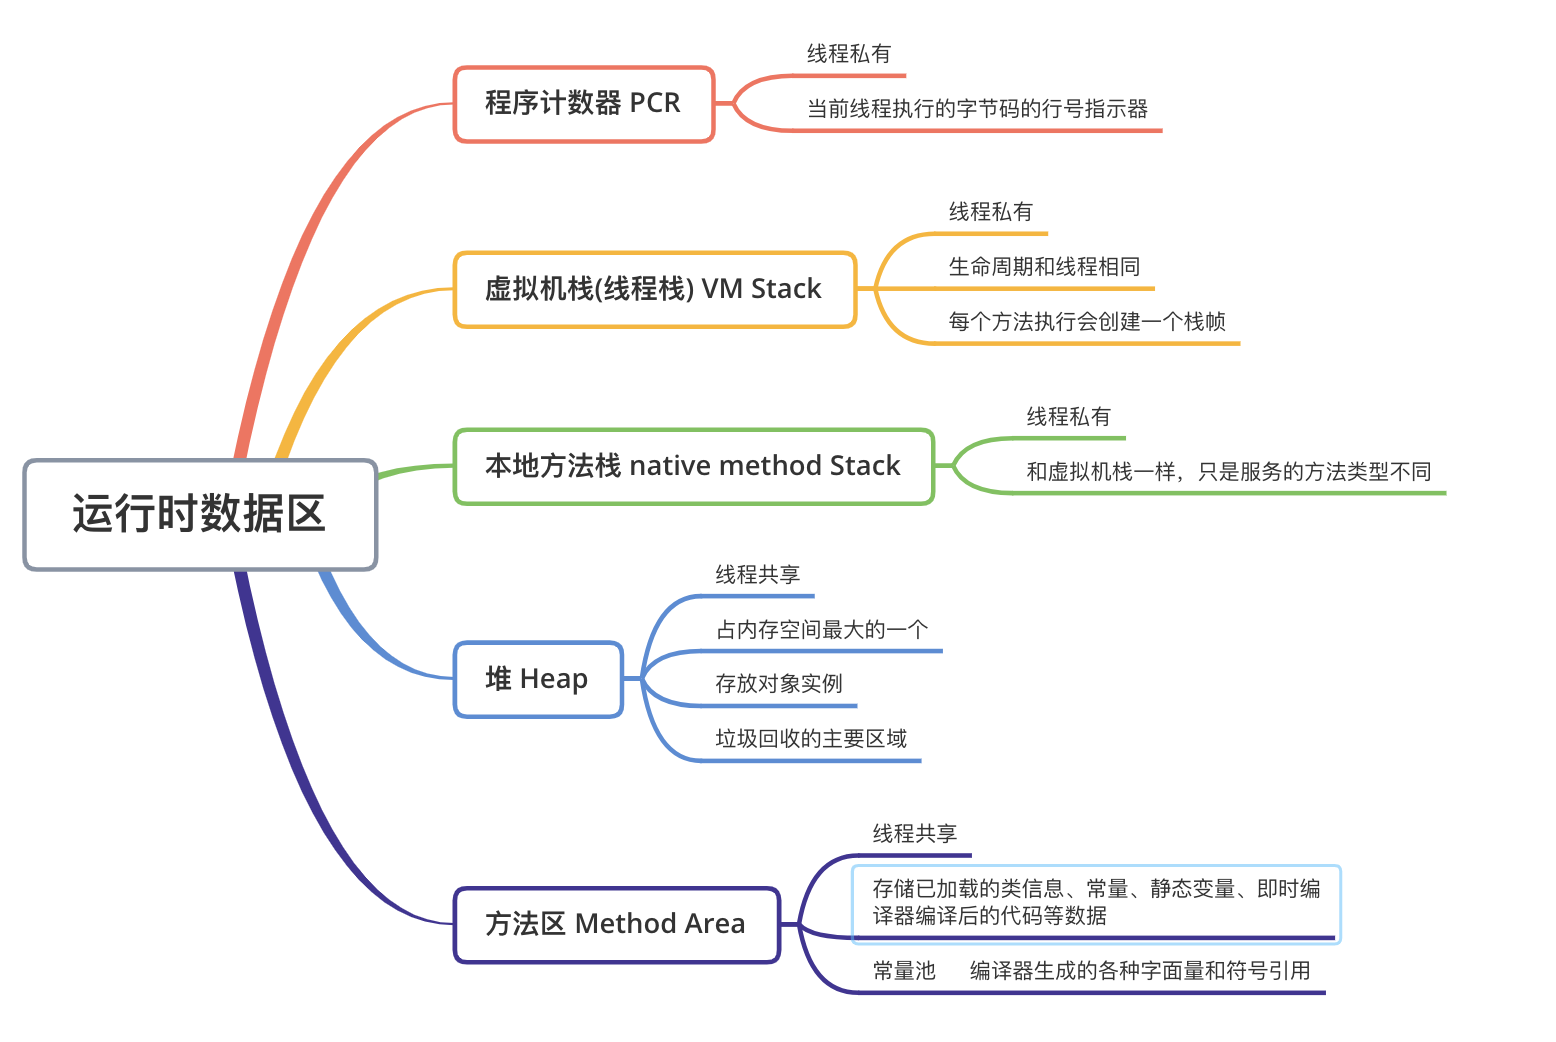 运行时数据区
程序计数器 PCR
线程私有
当前线程执行的字节码的行号指示器
虚拟机栈(线程栈) VM Stack
线程私有
生命周期和线程相同
每个方法执行会创建一个栈帧
本地方法栈 native method Stack
线程私有
和虚拟机栈一样，只是服务的方法类型不同
堆 Heap
线程共享
占内存空间最大的一个
存放对象实例
垃圾回收的主要区域
方法区 Method Area
线程共享
存储已加载的类信息、常量、静态变量、即时编
译器编译后的代码等数据
常量池 编译器生成的各种字面量和符号引用